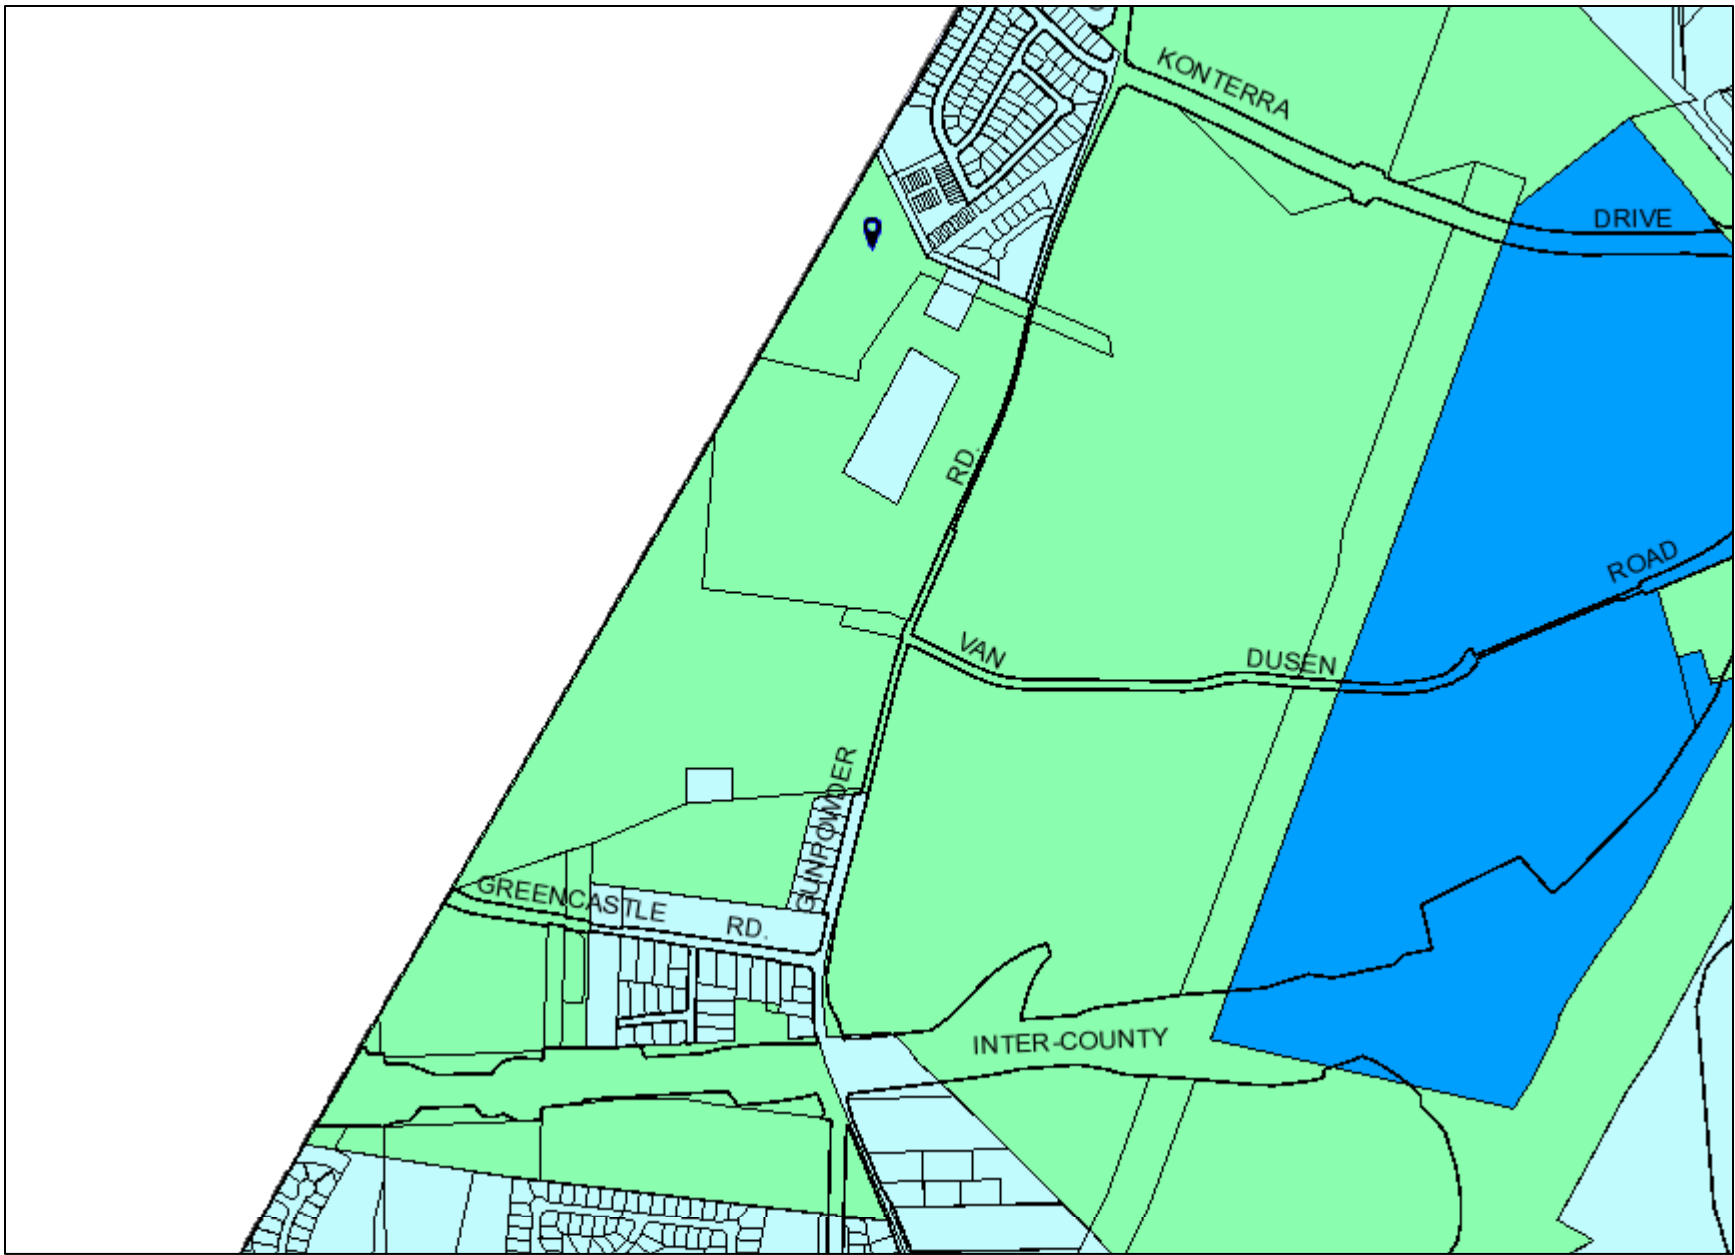 KONTERRA
DRIVE
RD.
ROAD
VAN
DUSEN
GUNPOWDER
GREENCASTLE
RD.
INTER-COUNTY